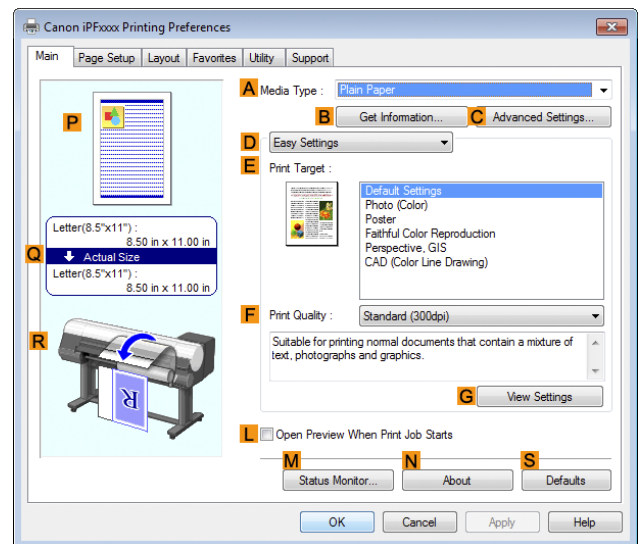 Canon iPFxxxx Printing Preferences
Main Page Setup Layout Favorites Utility Support
P
Q
Letter(8.5"x11") :
8.50 in x 11.00 in
Actual Size
Letter(8.5"x11") :
8.50 in x 11.00 in
R
R
A Media Type : Plain Paper
B Get Information... C Advanced Settings...
D Easy Settings
E Print Target :
Default Settings
Photo (Color)
Poster
Faithful Color Reproduction
Perspective, GIS
CAD (Color Line Drawing)
F Print Quality : Standard (300dpi)
Suitable for printing normal documents that contain a mixture of
text, photographs and graphics.
G View Settings
L Open Preview When Print Job Starts
M Status Monitor... N About S Defaults
OK Cancel Apply Help